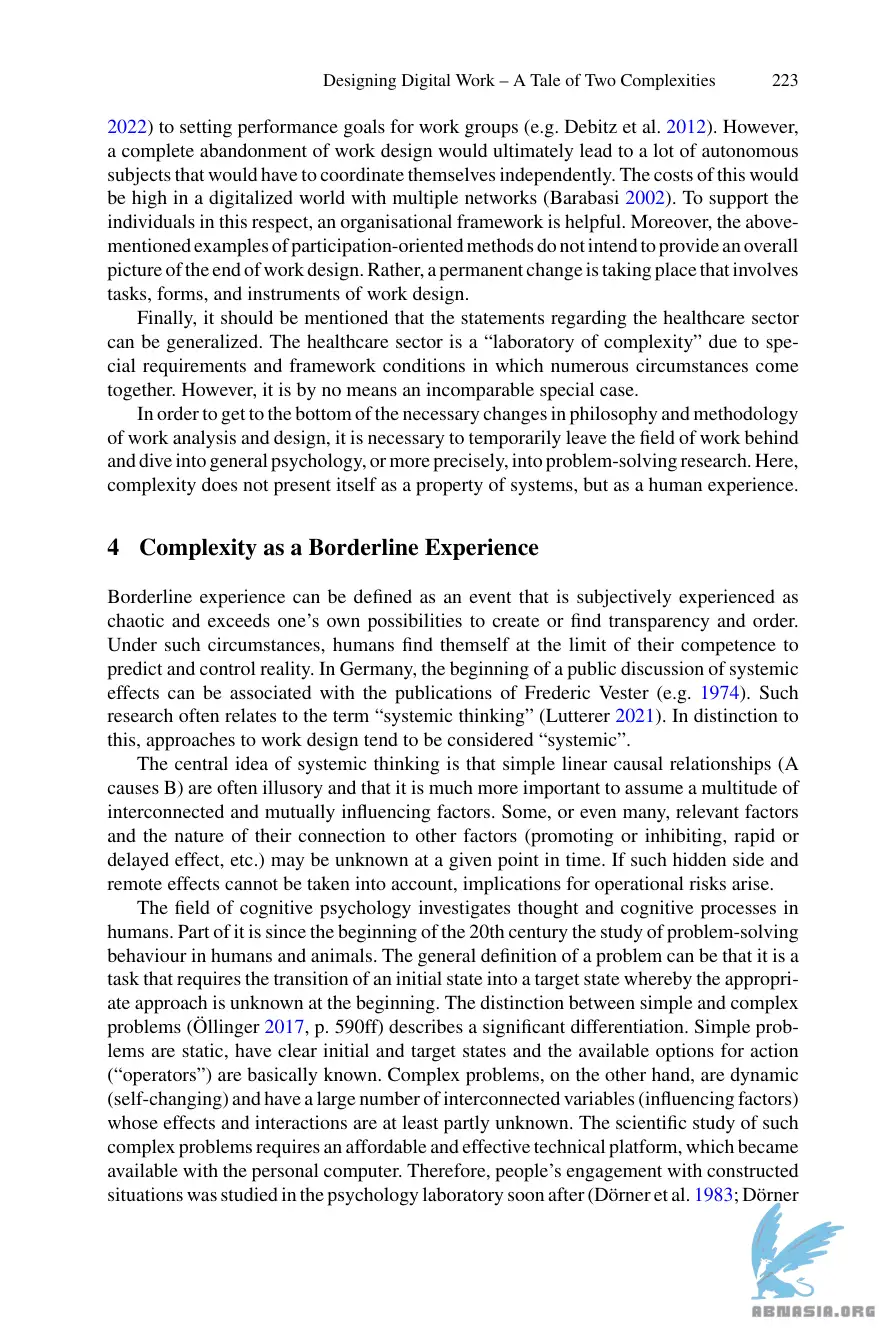 Designing Digital Work – A Tale of Two Complexities 223
2022) to setting performance goals for work groups (e.g. Debitz et al. 2012). However,
a complete abandonment of work design would ultimately lead to a lot of autonomous
subjects that would have to coordinate themselves independently. The costs of this would
be high in a digitalized world with multiple networks (Barabasi 2002). To support the
individuals in this respect, an organisational framework is helpful. Moreover, the above-
mentioned examples of participation-oriented methods do not intend to provide an overall
picture of the end of work design. Rather, a permanent change is taking place that involves
tasks, forms, and instruments of work design.
Finally, it should be mentioned that the statements regarding the healthcare sector
can be generalized. The healthcare sector is a “laboratory of complexity” due to spe-
cial requirements and framework conditions in which numerous circumstances come
together. However, it is by no means an incomparable special case.
In order to get to the bottom of the necessary changes in philosophy and methodology
of work analysis and design, it is necessary to temporarily leave the field of work behind
and dive into general psychology, or more precisely, into problem-solving research. Here,
complexity does not present itself as a property of systems, but as a human experience.
4 Complexity as a Borderline Experience
Borderline experience can be defined as an event that is subjectively experienced as
chaotic and exceeds one’s own possibilities to create or find transparency and order.
Under such circumstances, humans find themself at the limit of their competence to
predict and control reality. In Germany, the beginning of a public discussion of systemic
effects can be associated with the publications of Frederic Vester (e.g. 1974). Such
research often relates to the term “systemic thinking” (Lutterer 2021). In distinction to
this, approaches to work design tend to be considered “systemic”.
The central idea of systemic thinking is that simple linear causal relationships (A
causes B) are often illusory and that it is much more important to assume a multitude of
interconnected and mutually influencing factors. Some, or even many, relevant factors
and the nature of their connection to other factors (promoting or inhibiting, rapid or
delayed effect, etc.) may be unknown at a given point in time. If such hidden side and
remote effects cannot be taken into account, implications for operational risks arise.
The field of cognitive psychology investigates thought and cognitive processes in
humans. Part of it is since the beginning of the 20th century the study of problem-solving
behaviour in humans and animals. The general definition of a problem can be that it is a
task that requires the transition of an initial state into a target state whereby the appropri-
ate approach is unknown at the beginning. The distinction between simple and complex
problems (Öllinger 2017, p. 590ff) describes a significant differentiation. Simple prob-
lems are static, have clear initial and target states and the available options for action
(“operators”) are basically known. Complex problems, on the other hand, are dynamic
(self-changing) and have a large number of interconnected variables (influencing factors)
whose effects and interactions are at least partly unknown. The scientific study of such
complex problems requires an affordable and effective technical platform, which became
available with the personal computer. Therefore, people’s engagement with constructed
situations was studied in the psychology laboratory soon after (Dörner et al. 1983; Dörner
ABNASIA.ORG